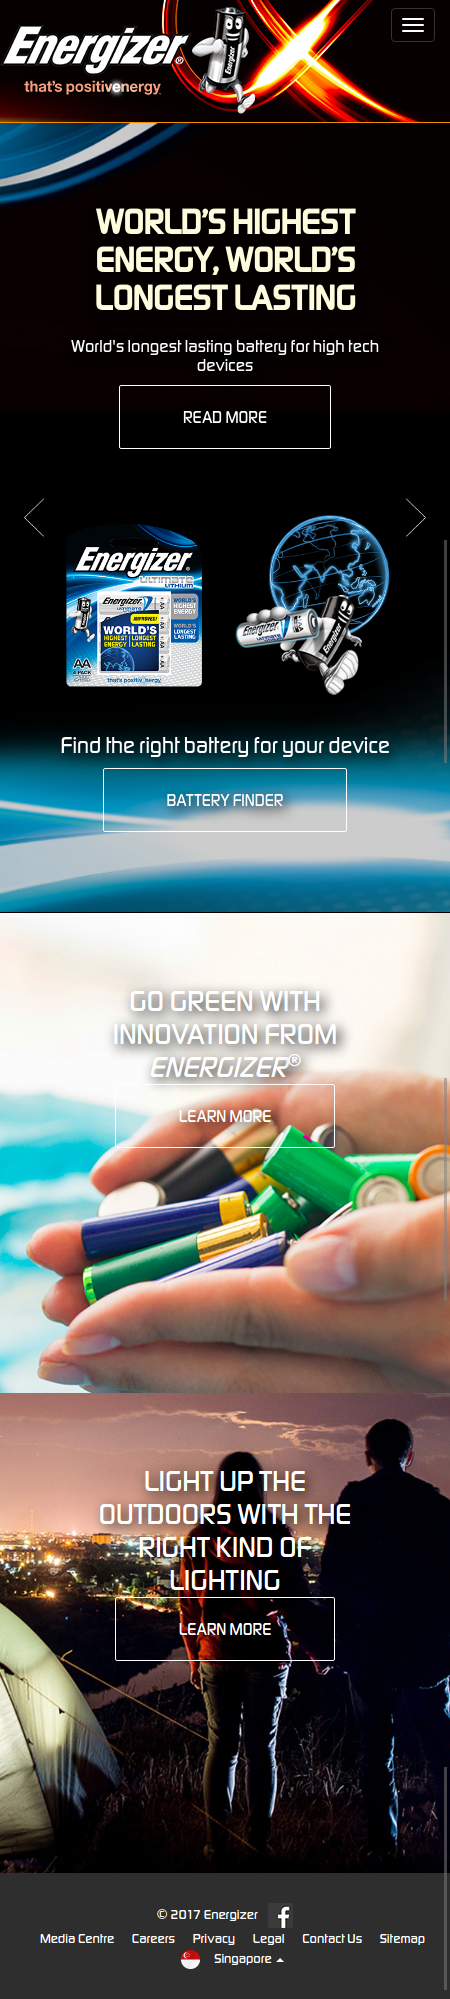 Energizer®
that's positivenergy
Energizer
WORLD'S HIGHEST
ENERGY, WORLD'S
LONGEST LASTING
World's longest lasting battery for high tech
devices
READ MORE
Energizer
ULTIMATE
LITHIUM
Energizer
IMPROVED!
WORLD'S
HIGHEST ENERGY
LONGEST LASTING
WORLD'S
HIGHEST
ENERGY
WORLD'S
LONGEST
LASTING
AA
4 PACK
that's positivenergy
Energizer
Find the right battery for your device
BATTERY FINDER
GO GREEN WITH
INNOVATION FROM
ENERGIZER®
LEARN MORE
LIGHT UP THE
OUTDOORS WITH THE
RIGHT KIND OF
LIGHTING
LEARN MORE
© 2017 Energizer f
Media Centre Careers Privacy Legal Contact Us Sitemap
Singapore